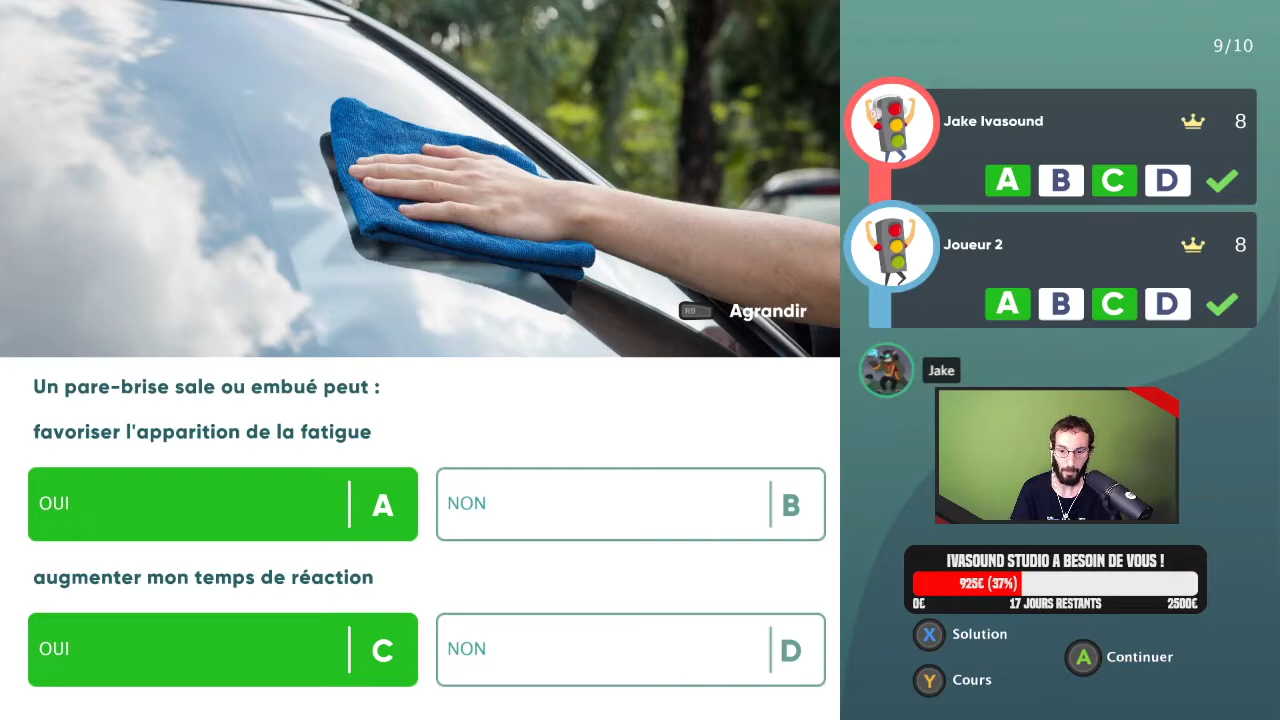 9/10
Jake Ivasound
8
A B C D
Joueur 2
8
A B C D
RB Agrandir
Jake
Un pare-brise sale ou embué peut :
favoriser l'apparition de la fatigue
OUI A
NON B
augmenter mon temps de réaction
OUI C
NON D
IVASOUND STUDIO A BESOIN DE VOUS !
925€ (37%)
0€ 17 JOURS RESTANTS 2500€
X Solution
A Continuer
Y Cours